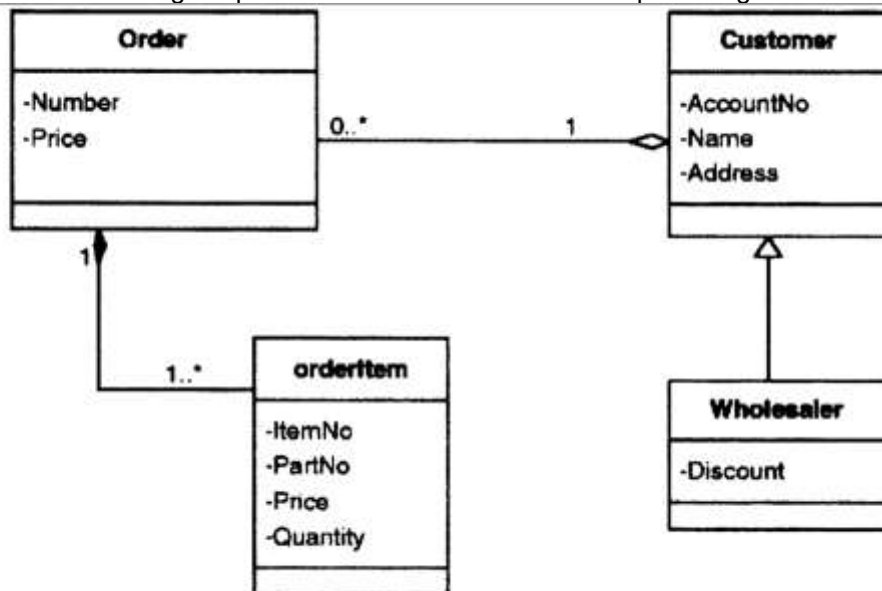 Order
-Number
-Price
0..*
1
Customer
-AccountNo
-Name
-Address
1
1..*
orderItem
-ItemNo
-PartNo
-Price
-Quantity
Wholesaler
-Discount